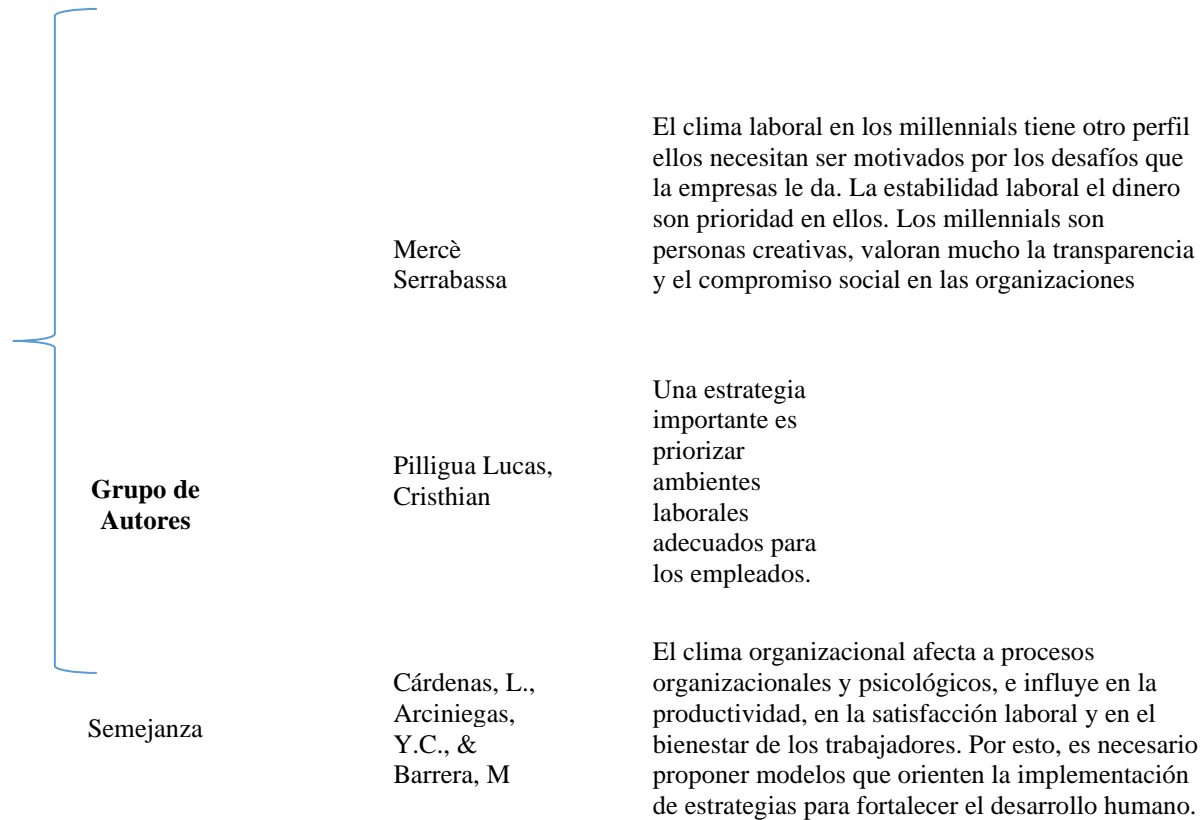 El clima laboral en los millennials tiene otro perfil
ellos necesitan ser motivados por los desafíos que
la empresas le da. La estabilidad laboral el dinero
son prioridad en ellos. Los millennials son
personas creativas, valoran mucho la transparencia
y el compromiso social en las organizaciones
Mercè
Serrabassa
Una estrategia
importante es
priorizar
ambientes
laborales
adecuados para
los empleados.
Pilligua Lucas,
Cristhian
Grupo de
Autores
El clima organizacional afecta a procesos
organizacionales y psicológicos, e influye en la
productividad, en la satisfacción laboral y en el
bienestar de los trabajadores. Por esto, es necesario
proponer modelos que orienten la implementación
de estrategias para fortalecer el desarrollo humano.
Cárdenas, L.,
Arciniegas,
Y.C., &
Barrera, M
Semejanza